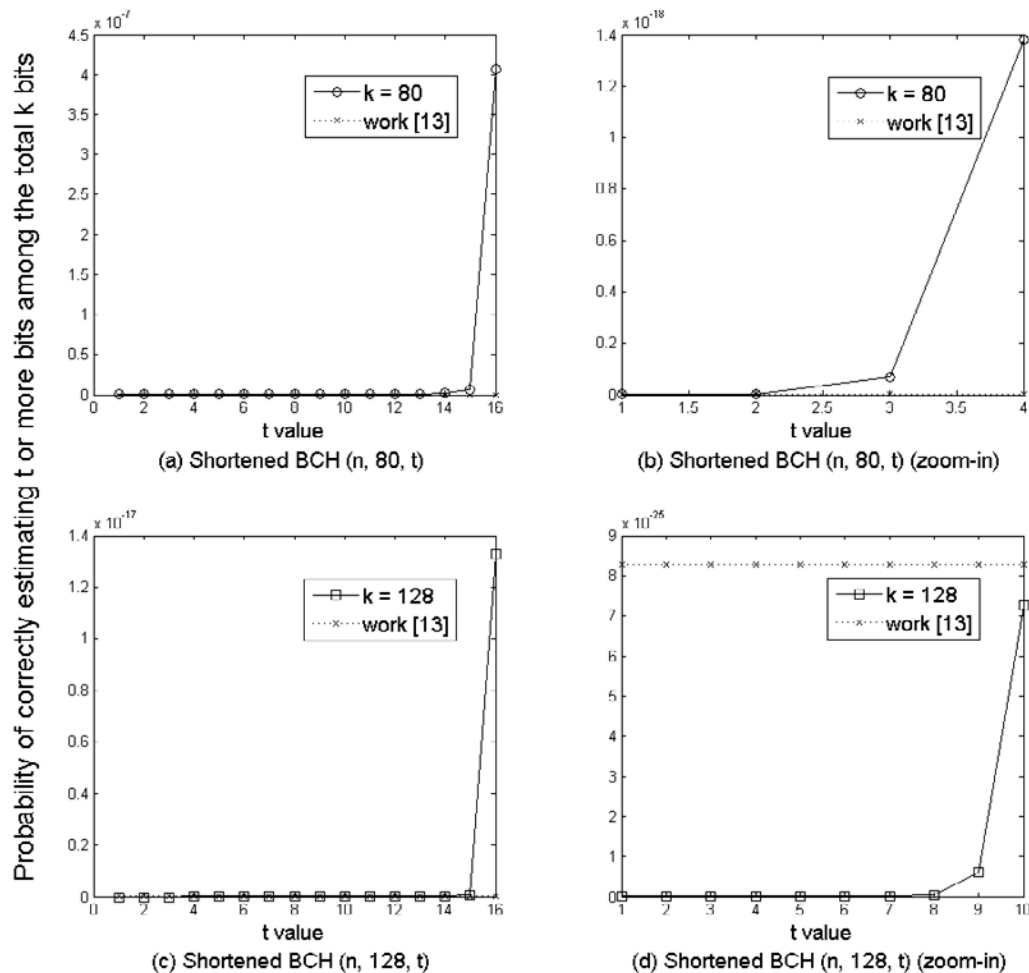 Probability of correctly estimating t or more bits among the total k bits
x 10^-7
4.5
4
3.5
3
2.5
2
1.5
1
0.5
0
0 2 4 6 8 10 12 14 16
k = 80
work [13]
t value
(a) Shortened BCH (n, 80, t)
x 10^-18
1.4
1.2
1
0.8
0.6
0.4
0.2
0
1 1.5 2 2.5 3 3.5 4
k = 80
work [13]
t value
(b) Shortened BCH (n, 80, t) (zoom-in)
x 10^-17
1.4
1.2
1
0.8
0.6
0.4
0.2
0
0 2 4 6 8 10 12 14 16
k = 128
work [13]
t value
(c) Shortened BCH (n, 128, t)
x 10^-25
9
8
7
6
5
4
3
2
1
0
1 2 3 4 5 6 7 8 9 10
k = 128
work [13]
t value
(d) Shortened BCH (n, 128, t) (zoom-in)